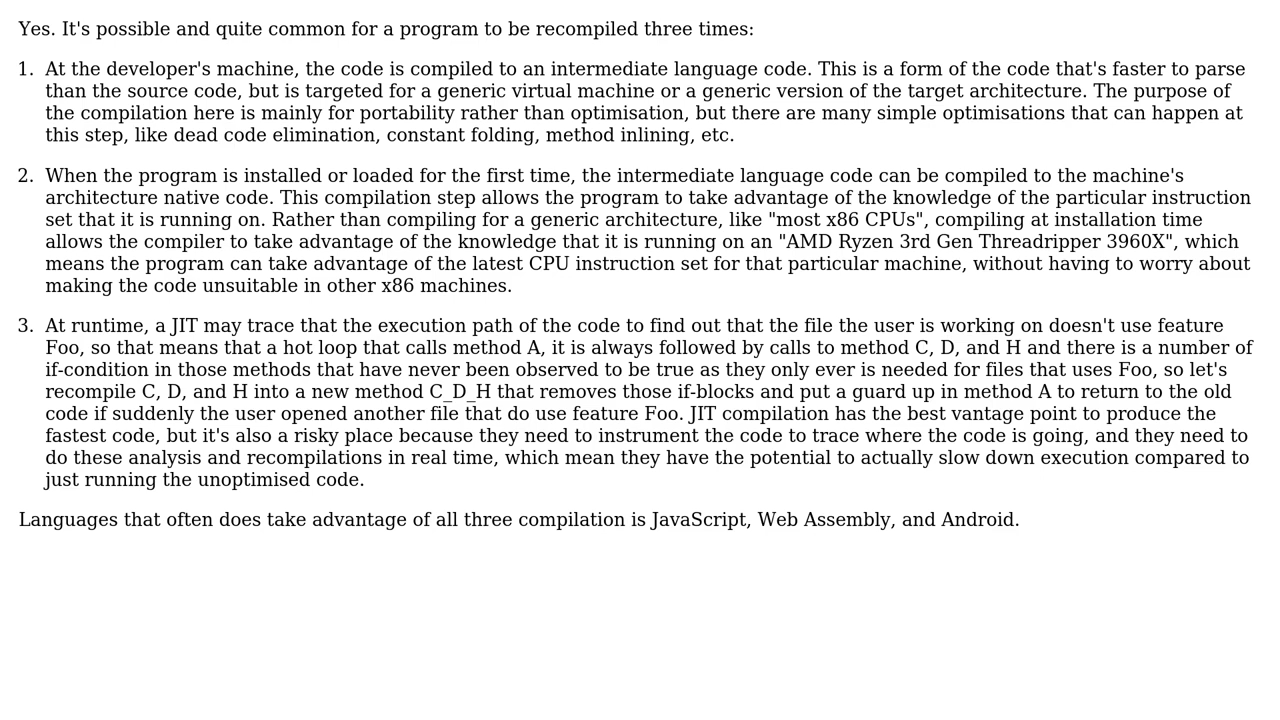 Yes. It's possible and quite common for a program to be recompiled three times:
1. At the developer's machine, the code is compiled to an intermediate language code. This is a form of the code that's faster to parse
than the source code, but is targeted for a generic virtual machine or a generic version of the target architecture. The purpose of
the compilation here is mainly for portability rather than optimisation, but there are many simple optimisations that can happen at
this step, like dead code elimination, constant folding, method inlining, etc.
2. When the program is installed or loaded for the first time, the intermediate language code can be compiled to the machine's
architecture native code. This compilation step allows the program to take advantage of the knowledge of the particular instruction
set that it is running on. Rather than compiling for a generic architecture, like "most x86 CPUs", compiling at installation time
allows the compiler to take advantage of the knowledge that it is running on an "AMD Ryzen 3rd Gen Threadripper 3960X", which
means the program can take advantage of the latest CPU instruction set for that particular machine, without having to worry about
making the code unsuitable in other x86 machines.
3. At runtime, a JIT may trace that the execution path of the code to find out that the file the user is working on doesn't use feature
Foo, so that means that a hot loop that calls method A, it is always followed by calls to method C, D, and H and there is a number of
if-condition in those methods that have never been observed to be true as they only ever is needed for files that uses Foo, so let's
recompile C, D, and H into a new method C_D_H that removes those if-blocks and put a guard up in method A to return to the old
code if suddenly the user opened another file that do use feature Foo. JIT compilation has the best vantage point to produce the
fastest code, but it's also a risky place because they need to instrument the code to trace where the code is going, and they need to
do these analysis and recompilations in real time, which mean they have the potential to actually slow down execution compared to
just running the unoptimised code.
Languages that often does take advantage of all three compilation is JavaScript, Web Assembly, and Android.